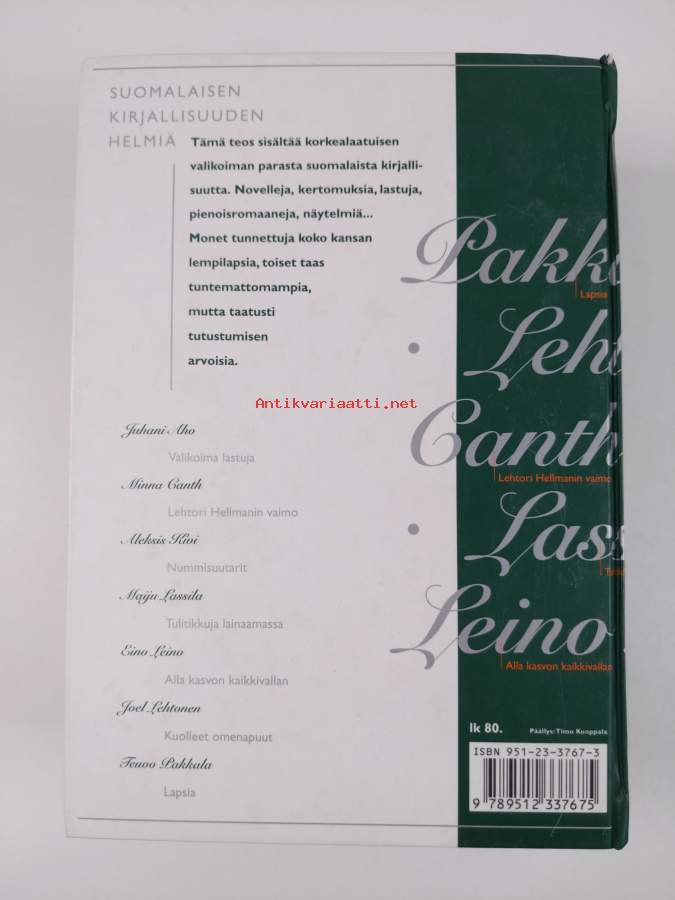 SUOMALAISEN
KIRJALLISUUDEN
HELMIÄ
Tämä teos sisältää korkealaatuisen
valikoiman parasta suomalaista kirjalli-
suutta. Novelleja, kertomuksia, lastuja,
pienoisromaaneja, näytelmiä...
Monet tunnettuja koko kansan
lempilapsia, toiset taas
tuntemattomampia,
mutta taatusti
tutustumisen
arvoisia.
Juhani Aho
Valikoima lastuja
Minna Canth
Lehtori Hellmanin vaimo
Aleksis Kivi
Nummisuutarit
Maiju Lassila
Tulitikkuja lainaamassa
Eino Leino
Alla kasvon kaikkivallan
Joel Lehtonen
Kuolleet omenapuut
Teuvo Pakkala
Lapsia
Pakk
Lapsia
• Leh
Canth
Lehtori Hellmanin vaimo
• Lass
Leino
Alla kasvon kaikkivallan
lk 80.
Päällys: Timo Kuoppala
ISBN 951-23-3767-3
9 789512 337675
Antikvariaatti.net